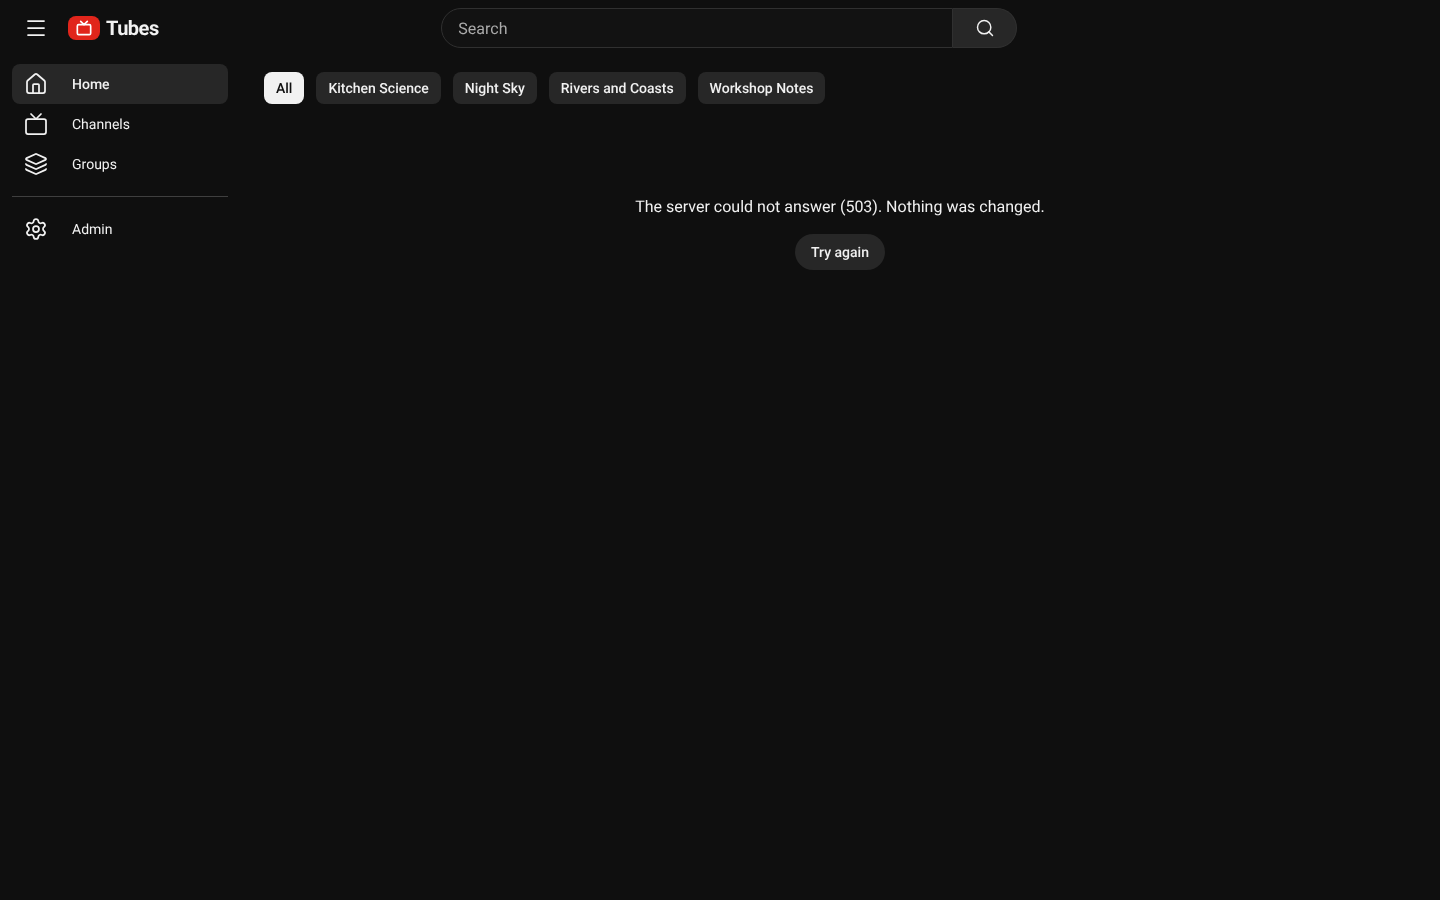 Tubes
Search
Home
Channels
Groups
Admin
All
Kitchen Science
Night Sky
Rivers and Coasts
Workshop Notes
The server could not answer (503). Nothing was changed.
Try again